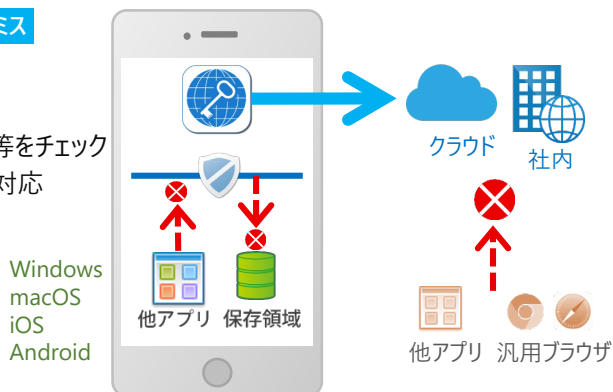 ミス
等をチェック
対応
クラウド
社内
Windows
macOS
iOS
Android
他アプリ 保存領域
他アプリ 汎用ブラウザ